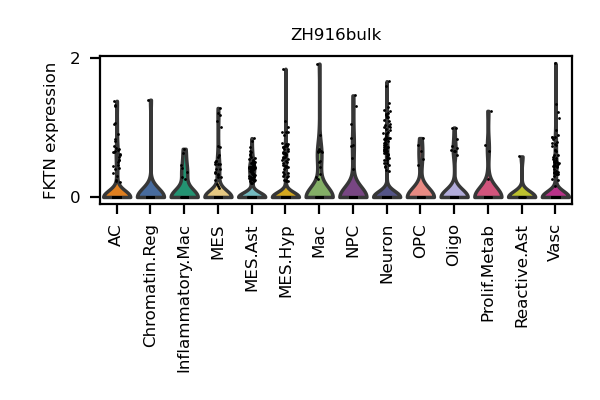 ZH916bulk
FKTN expression
2
0
AC
Chromatin.Reg
Inflammatory.Mac
MES
MES.Ast
MES.Hyp
Mac
NPC
Neuron
OPC
Oligo
Prolif.Metab
Reactive.Ast
Vasc